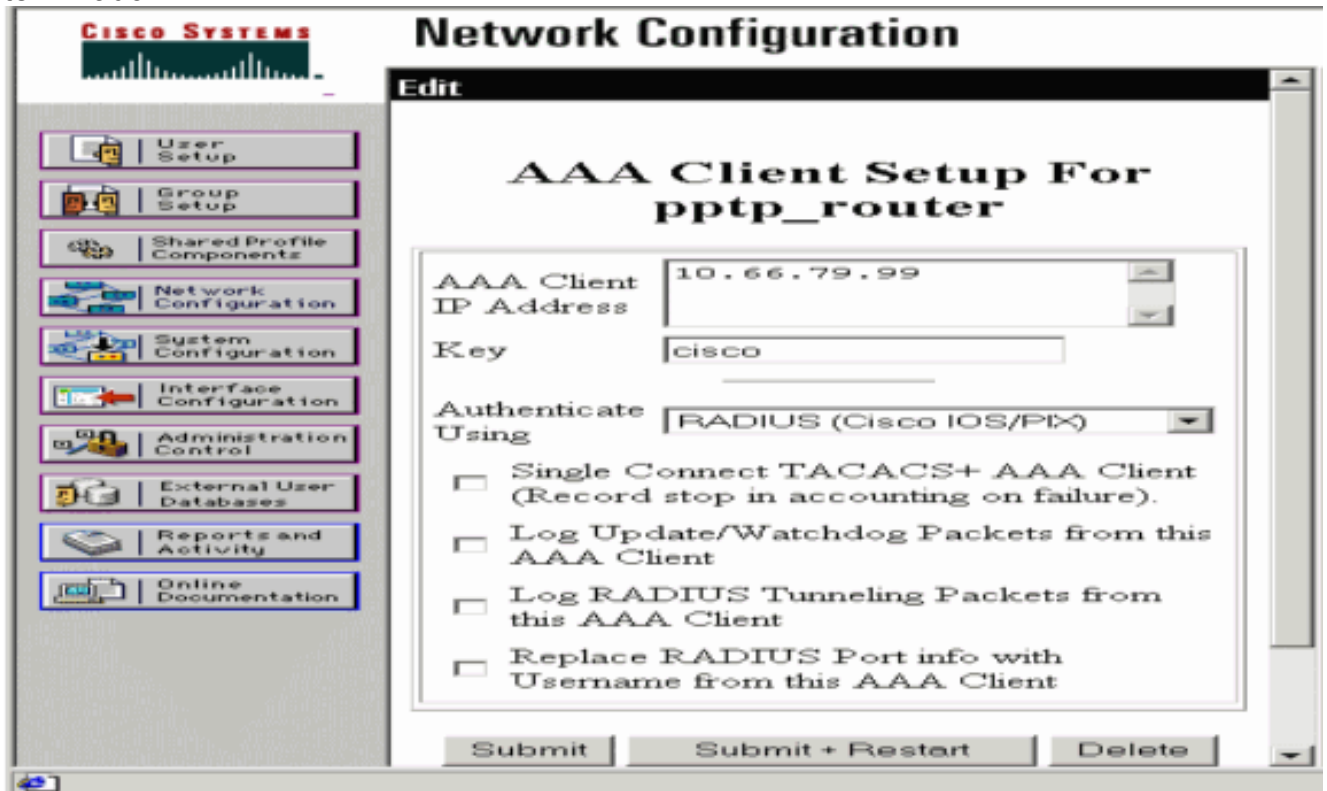 CISCO SYSTEMS
Network Configuration
Edit
User
Setup
Group
Setup
Shared Profile
Components
Network
Configuration
System
Configuration
Interface
Configuration
Administration
Control
External User
Databases
Reports and
Activity
Online
Documentation
AAA Client Setup For
pptp_router
AAA Client
IP Address
10.66.79.99
Key
cisco
Authenticate
Using
RADIUS (Cisco IOS/PIX)
Single Connect TACACS+ AAA Client
(Record stop in accounting on failure).
Log Update/Watchdog Packets from this
AAA Client
Log RADIUS Tunneling Packets from
this AAA Client
Replace RADIUS Port info with
Username from this AAA Client
Submit
Submit + Restart
Delete